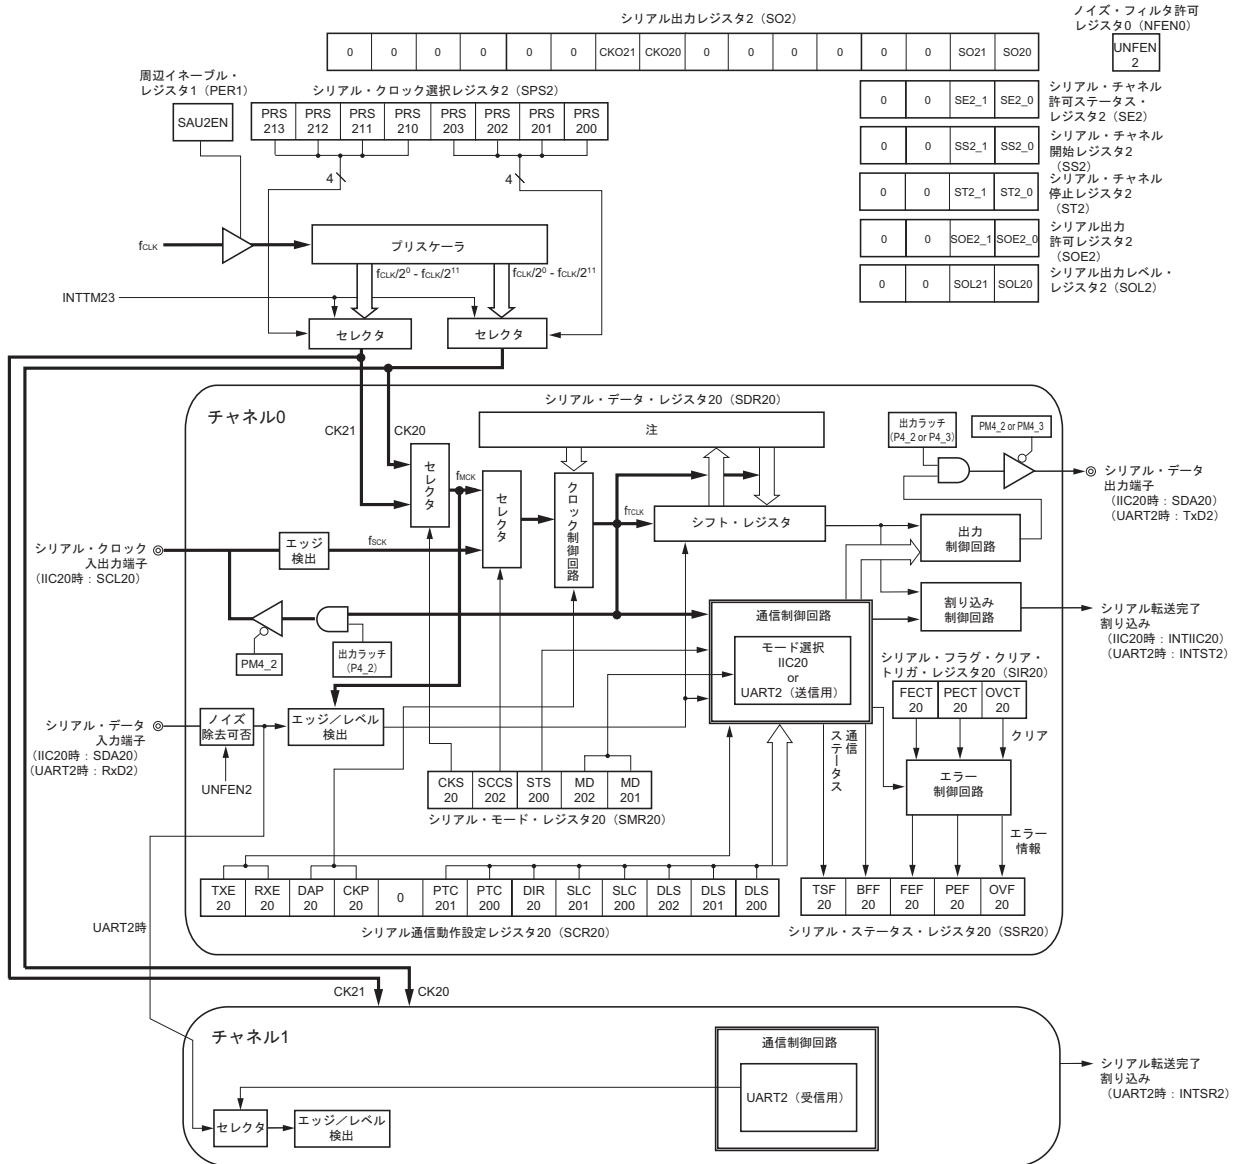 シリアル出力レジスタ2（SO2）
0 0 0 0 0 0 CKO21 CKO20 0 0 0 0 0 0 SO21 SO20
ノイズ・フィルタ許可
レジスタ0（NFEN0）
UNFEN
2
周辺イネーブル・
レジスタ1（PER1）
SAU2EN
シリアル・クロック選択レジスタ2（SPS2）
PRS PRS PRS PRS PRS PRS PRS PRS
213 212 211 210 203 202 201 200
4
4
0 0 SE2_1 SE2_0
シリアル・チャネル
許可ステータス・
レジスタ2（SE2）
0 0 SS2_1 SS2_0
シリアル・チャネル
開始レジスタ2
（SS2）
0 0 ST2_1 ST2_0
シリアル・チャネル
停止レジスタ2
（ST2）
0 0 SOE2_1 SOE2_0
シリアル出力
許可レジスタ2
（SOE2）
0 0 SOL21 SOL20
シリアル出力レベル・
レジスタ2（SOL2）
fCLK
プリスケーラ
fCLK/2⁰ - fCLK/2¹¹
fCLK/2⁰ - fCLK/2¹¹
INTTM23
セレクタ
セレクタ
チャネル0
CK21
CK20
シリアル・データ・レジスタ20（SDR20）
注
セレクタ
fMCK
セレクタ
クロック制御回路
fTCLK
シフト・レジスタ
出力ラッチ
（P4_2 or P4_3）
PM4_2 or PM4_3
シリアル・データ
出力端子
（IIC20時：SDA20）
（UART2時：TxD2）
出力
制御回路
シリアル・クロック
入出力端子
（IIC20時：SCL20）
エッジ
検出
fSCK
PM4_2
出力ラッチ
（P4_2）
通信制御回路
モード選択
IIC20
or
UART2（送信用）
割り込み
制御回路
シリアル転送完了
割り込み
（IIC20時：INTIIC20）
（UART2時：INTST2）
シリアル・フラグ・クリア・
トリガ・レジスタ20（SIR20）
FECT PECT OVCT
20 20 20
クリア
シリアル・データ
入力端子
（IIC20時：SDA20）
（UART2時：RxD2）
ノイズ
除去可否
UNFEN2
エッジ／レベル
検出
通信
ステータス
エラー
制御回路
エラー
情報
CKS SCCS STS MD MD
20 202 200 202 201
シリアル・モード・レジスタ20（SMR20）
TXE RXE DAP CKP 0 PTC PTC DIR SLC SLC DLS DLS DLS
20 20 20 20 201 200 20 201 200 202 201 200
シリアル通信動作設定レジスタ20（SCR20）
TSF BFF FEF PEF OVF
20 20 20 20 20
シリアル・ステータス・レジスタ20（SSR20）
UART2時
CK21
CK20
チャネル1
通信制御回路
UART2（受信用）
セレクタ
エッジ／レベル
検出
シリアル転送完了
割り込み
（UART2時：INTSR2）